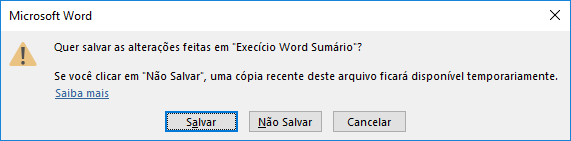 Microsoft Word
Quer salvar as alterações feitas em "Execício Word Sumário"?
Se você clicar em "Não Salvar", uma cópia recente deste arquivo ficará disponível temporariamente.
Saiba mais
Salvar Não Salvar Cancelar